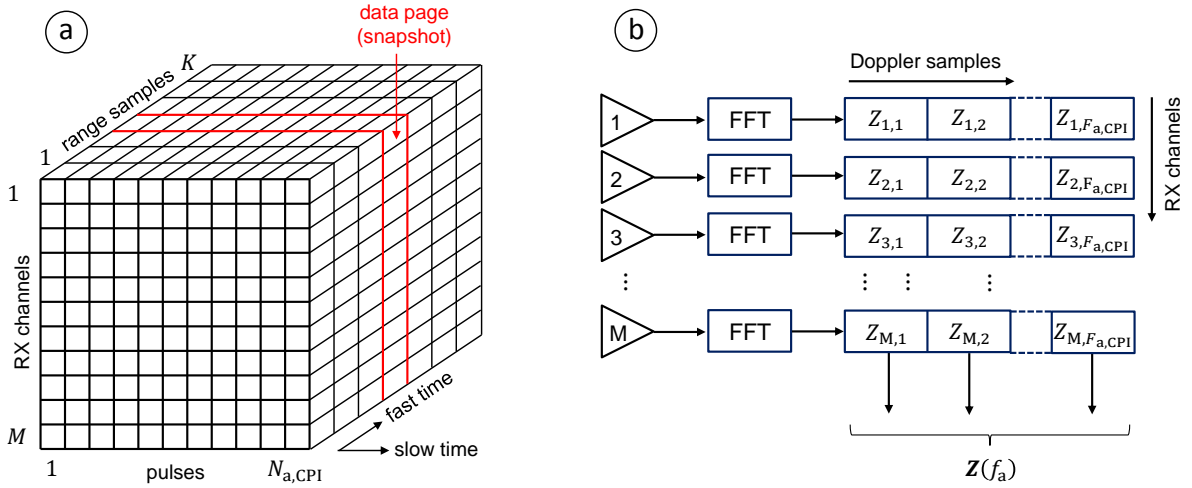 a
data page
(snapshot)
K
range samples
1
1
RX channels
M
fast time
slow time
1
pulses
N_{a,CPI}
b
Doppler samples
1
FFT
Z_{1,1}
Z_{1,2}
Z_{1,F_{a,CPI}}
2
FFT
Z_{2,1}
Z_{2,2}
Z_{2,F_{a,CPI}}
3
FFT
Z_{3,1}
Z_{3,2}
Z_{3,F_{a,CPI}}
RX channels
⋮
⋮ ⋮ ⋮
M
FFT
Z_{M,1}
Z_{M,2}
Z_{M,F_{a,CPI}}
Z(f_a)